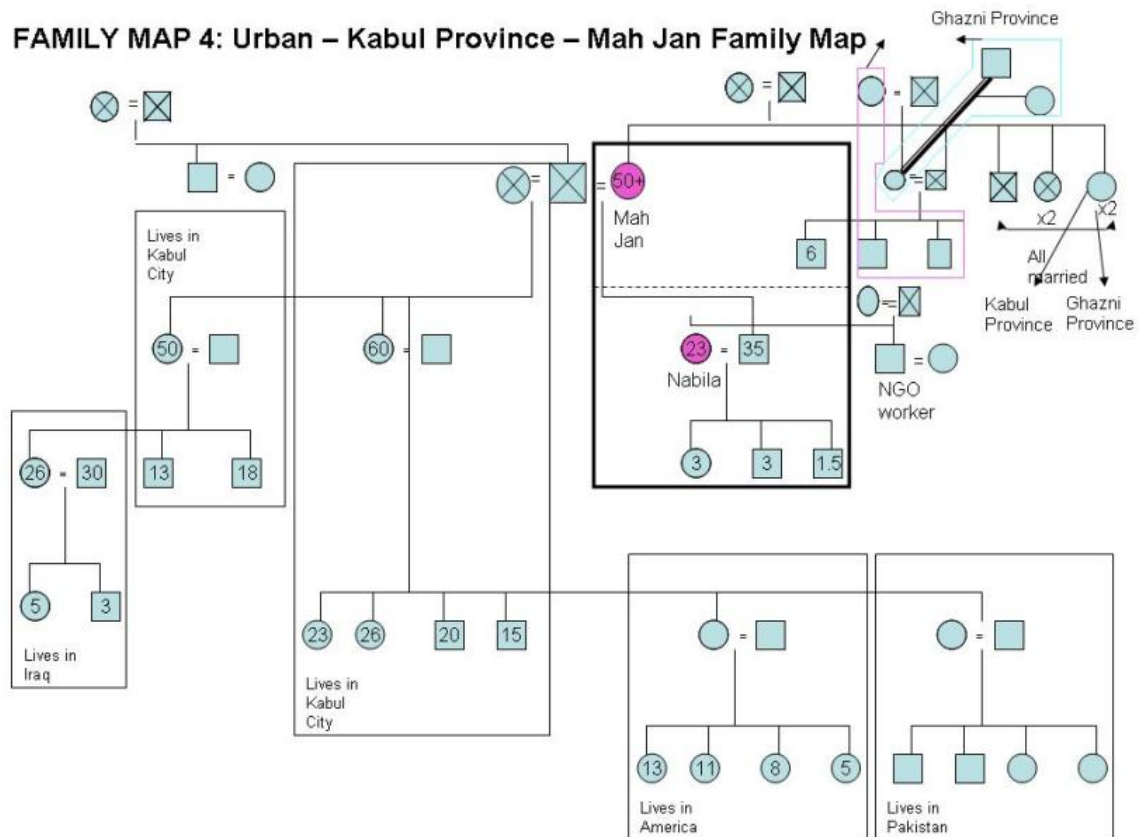 Ghazni Province
FAMILY MAP 4: Urban – Kabul Province – Mah Jan Family Map
= =
= =
= = = 50+ =
Mah
Jan
x2 x2
Lives in
Kabul
City
6
All
married
Kabul
Province
Ghazni
Province
=
50 = 60 = 23 = 35 =
Nabila
NGO
worker
26 = 30 13 18 3 3 1.5
5 3
23 26 20 15 = =
Lives in
Iraq
Lives in
Kabul
City
13 11 8 5
Lives in
America
Lives in
Pakistan